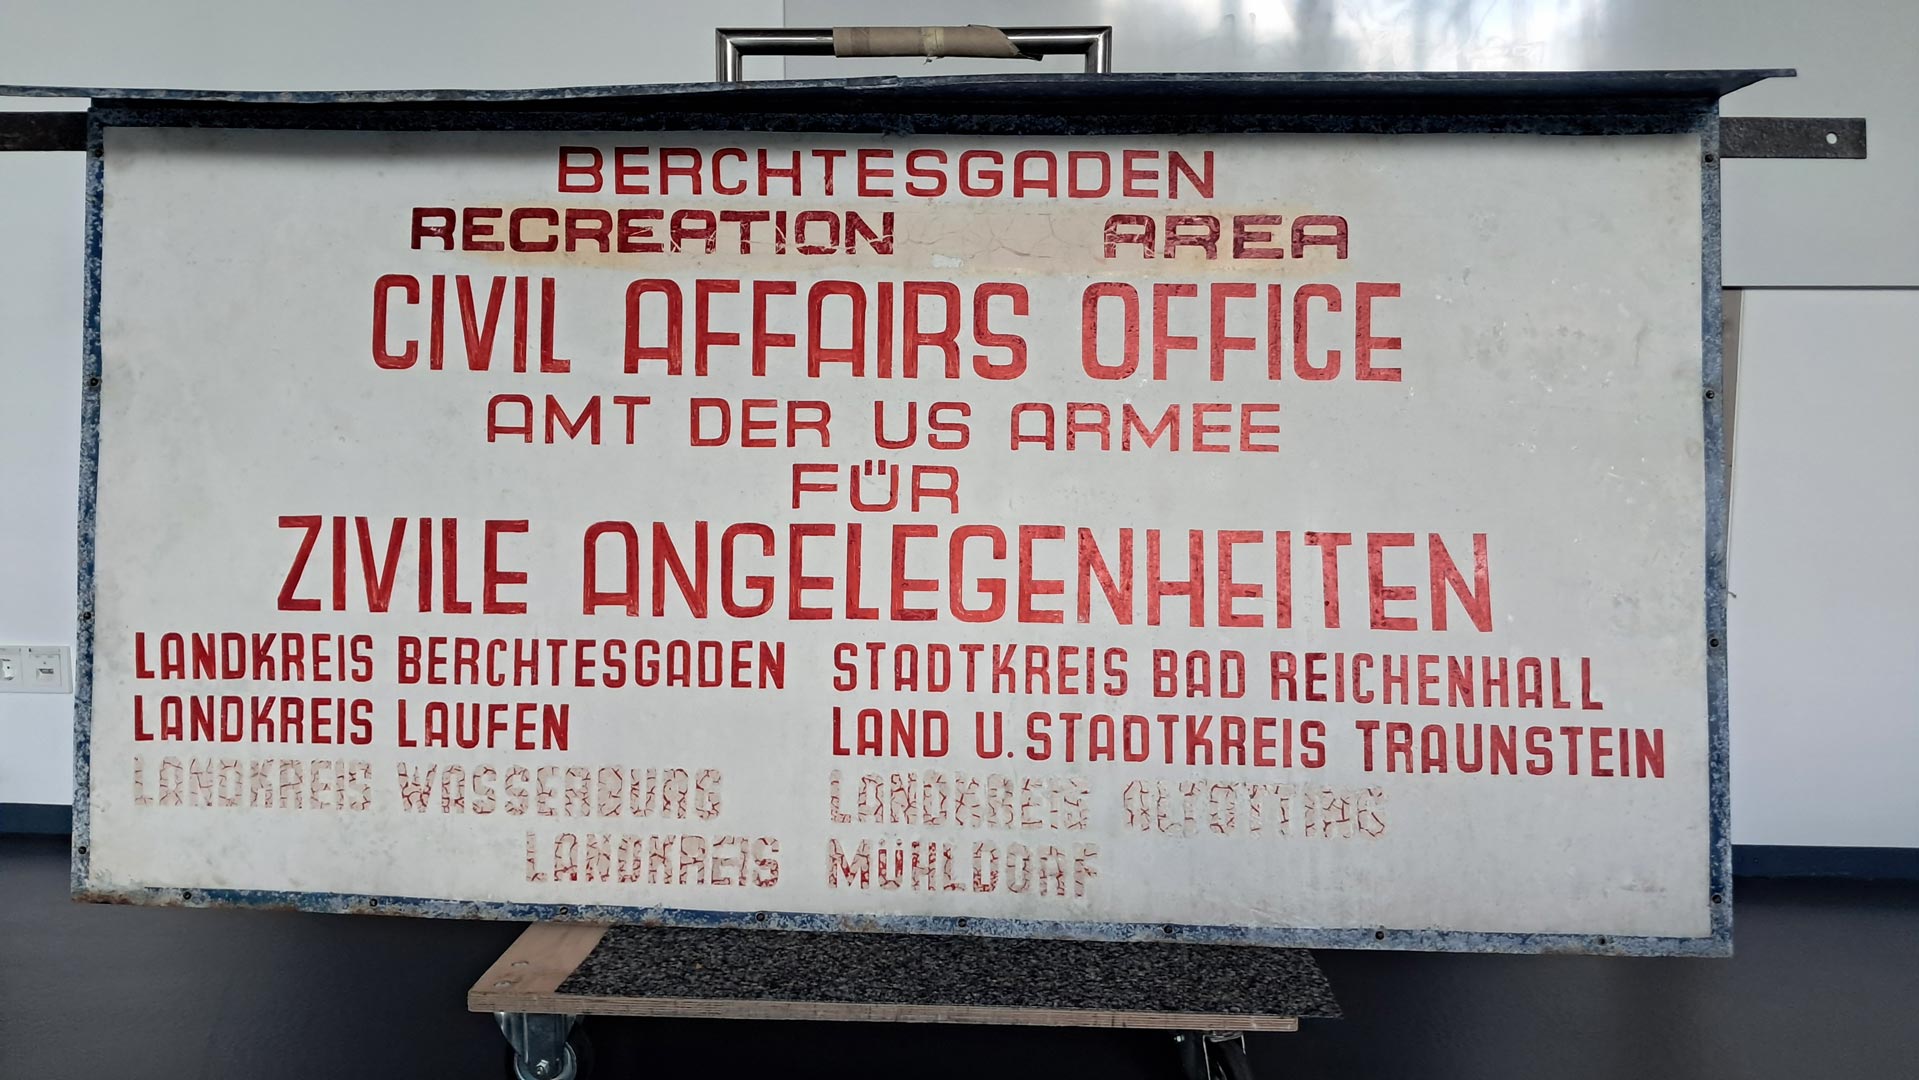 BERCHTESGADEN
RECREATION AREA
CIVIL AFFAIRS OFFICE
AMT DER US ARMEE
FÜR
ZIVILE ANGELEGENHEITEN
LANDKREIS BERCHTESGADEN STADTKREIS BAD REICHENHALL
LANDKREIS LAUFEN LAND U. STADTKREIS TRAUNSTEIN
LANDKREIS WASSERBURG LANDKREIS ALTÖTTING
LANDKREIS MÜHLDORF